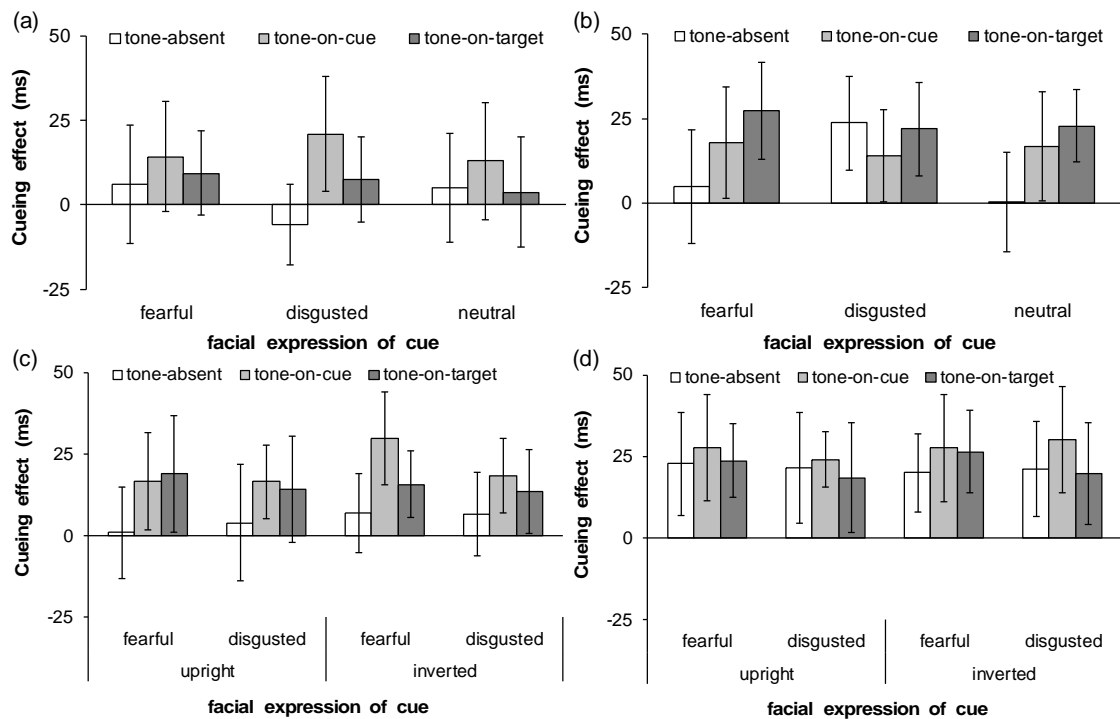 (a)
50
tone-absent tone-on-cue tone-on-target
25
0
-25
Cueing effect (ms)
fearful disgusted neutral
facial expression of cue
(b)
50
tone-absent tone-on-cue tone-on-target
25
0
-25
Cueing effect (ms)
fearful disgusted neutral
facial expression of cue
(c)
50
tone-absent tone-on-cue tone-on-target
25
0
-25
Cueing effect (ms)
fearful disgusted fearful disgusted
upright inverted
facial expression of cue
(d)
50
tone-absent tone-on-cue tone-on-target
25
0
-25
Cueing effect (ms)
fearful disgusted fearful disgusted
upright inverted
facial expression of cue